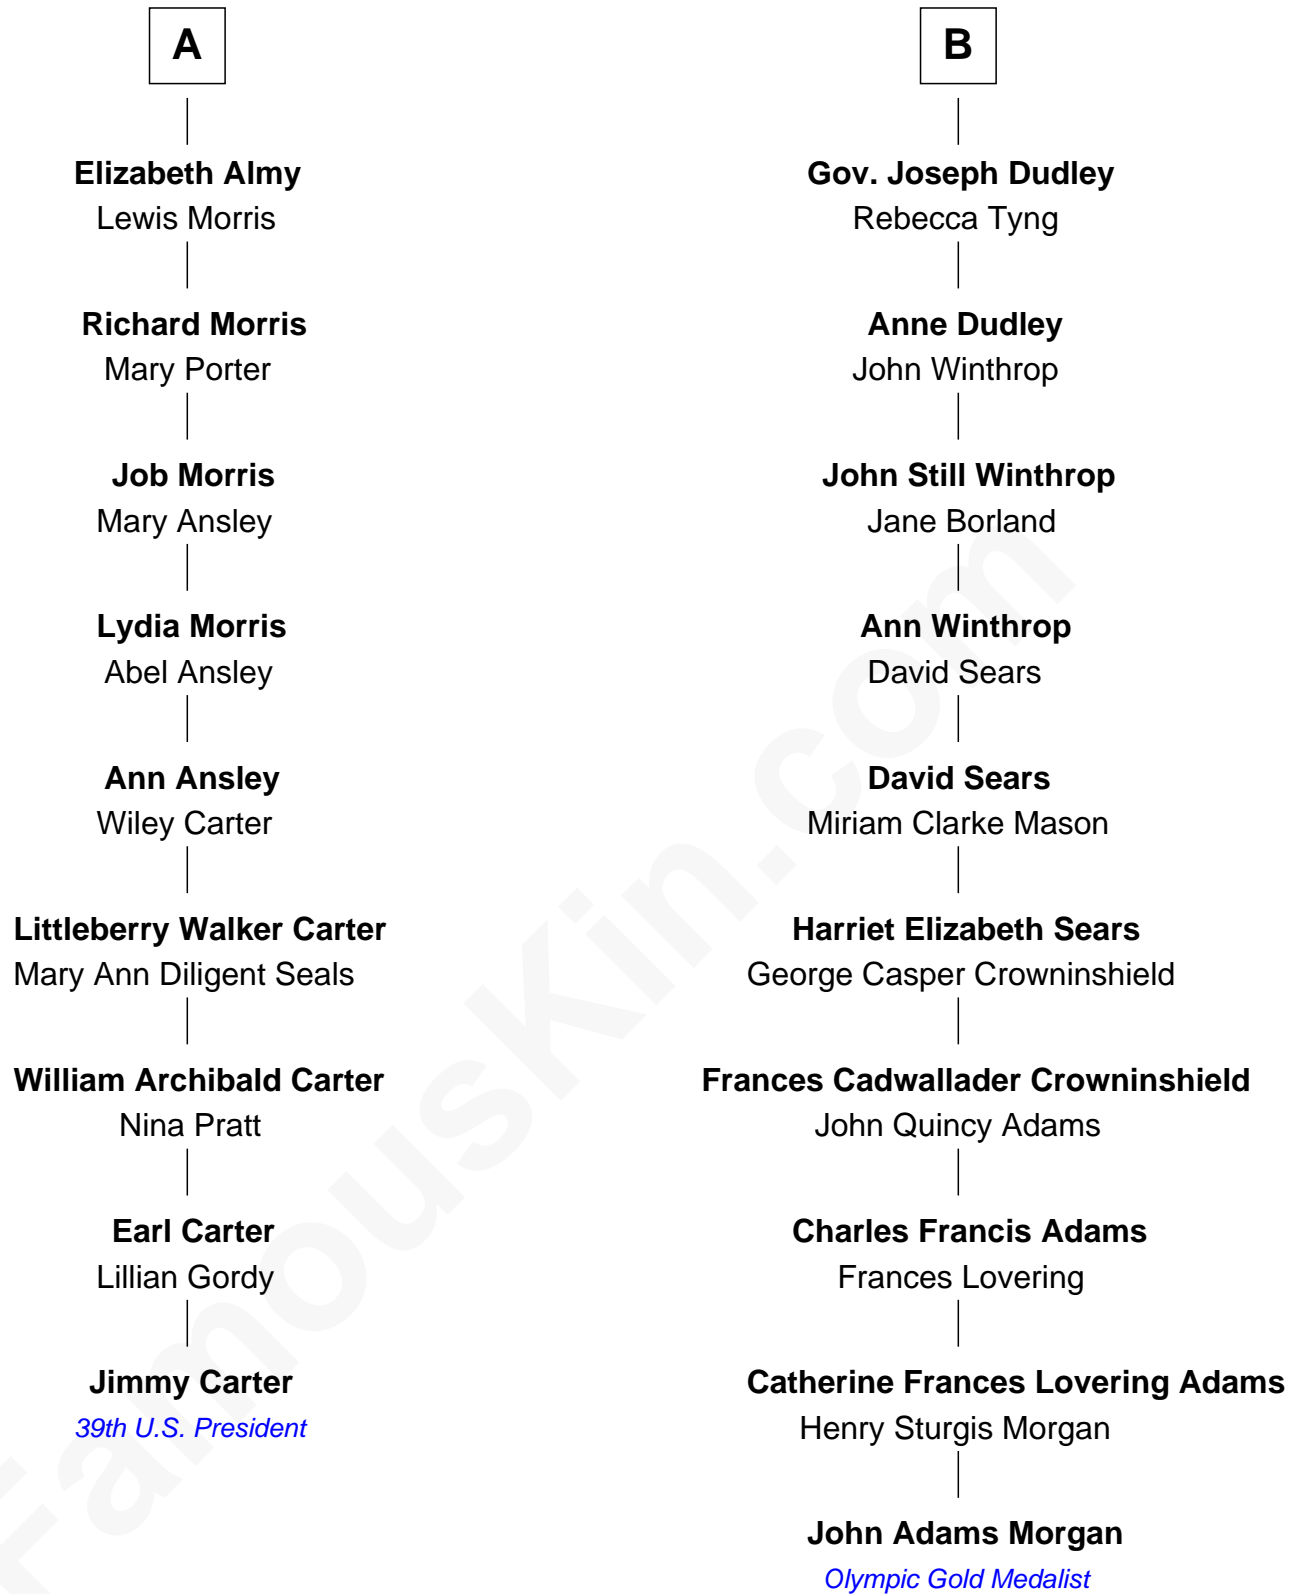 A
Elizabeth Almy
Lewis Morris
Richard Morris
Mary Porter
Job Morris
Mary Ansley
Lydia Morris
Abel Ansley
Ann Ansley
Wiley Carter
Littleberry Walker Carter
Mary Ann Diligent Seals
William Archibald Carter
Nina Pratt
Earl Carter
Lillian Gordy
Jimmy Carter
39th U.S. President
B
Gov. Joseph Dudley
Rebecca Tyng
Anne Dudley
John Winthrop
John Still Winthrop
Jane Borland
Ann Winthrop
David Sears
David Sears
Miriam Clarke Mason
Harriet Elizabeth Sears
George Casper Crowninshield
Frances Cadwallader Crowninshield
John Quincy Adams
Charles Francis Adams
Frances Lovering
Catherine Frances Lovering Adams
Henry Sturgis Morgan
John Adams Morgan
Olympic Gold Medalist
FamousKin.com